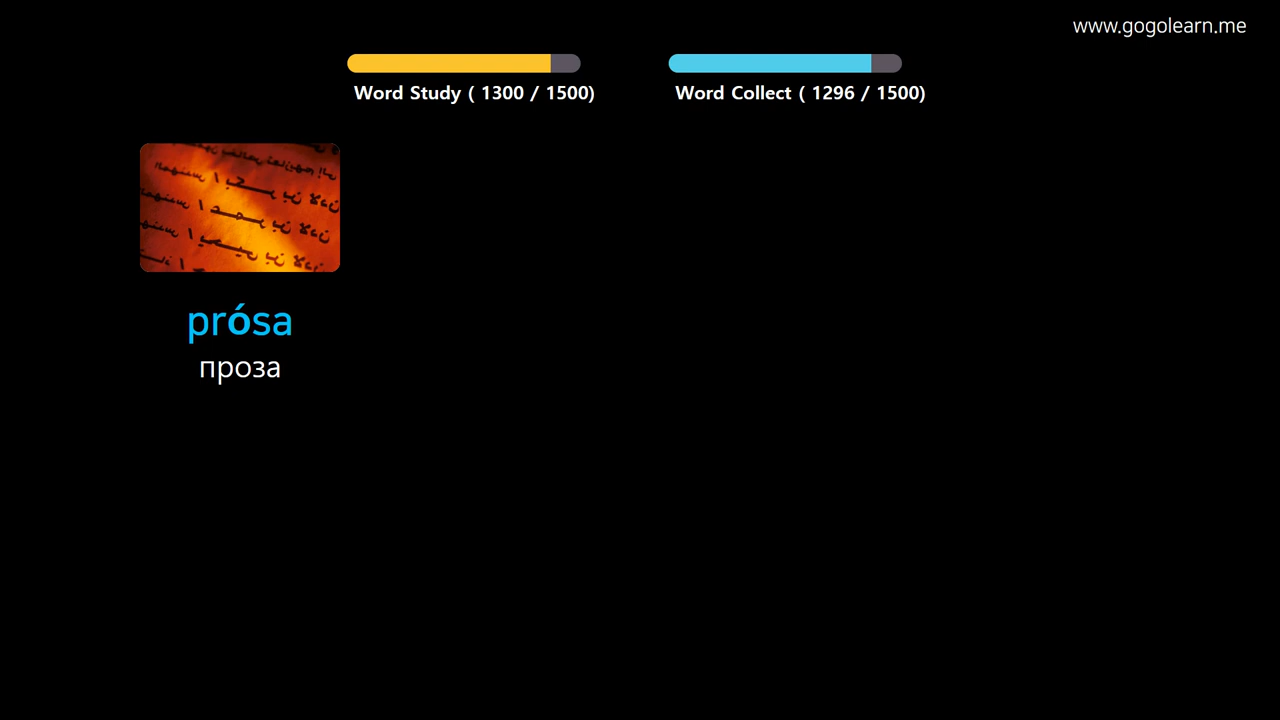 www.gogolearn.me
Word Study ( 1300 / 1500)
Word Collect ( 1296 / 1500)
prósa
проза